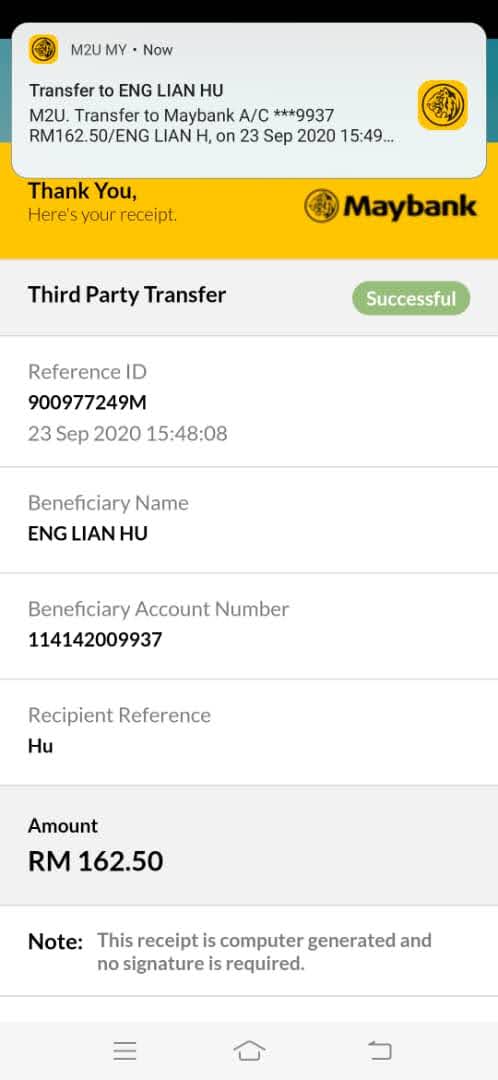 M2U MY • Now
Transfer to ENG LIAN HU
M2U. Transfer to Maybank A/C ***9937
RM162.50/ENG LIAN H, on 23 Sep 2020 15:49...
Thank You,
Here's your receipt.
Maybank
Third Party Transfer
Successful
Reference ID
900977249M
23 Sep 2020 15:48:08
Beneficiary Name
ENG LIAN HU
Beneficiary Account Number
114142009937
Recipient Reference
Hu
Amount
RM 162.50
Note: This receipt is computer generated and
no signature is required.